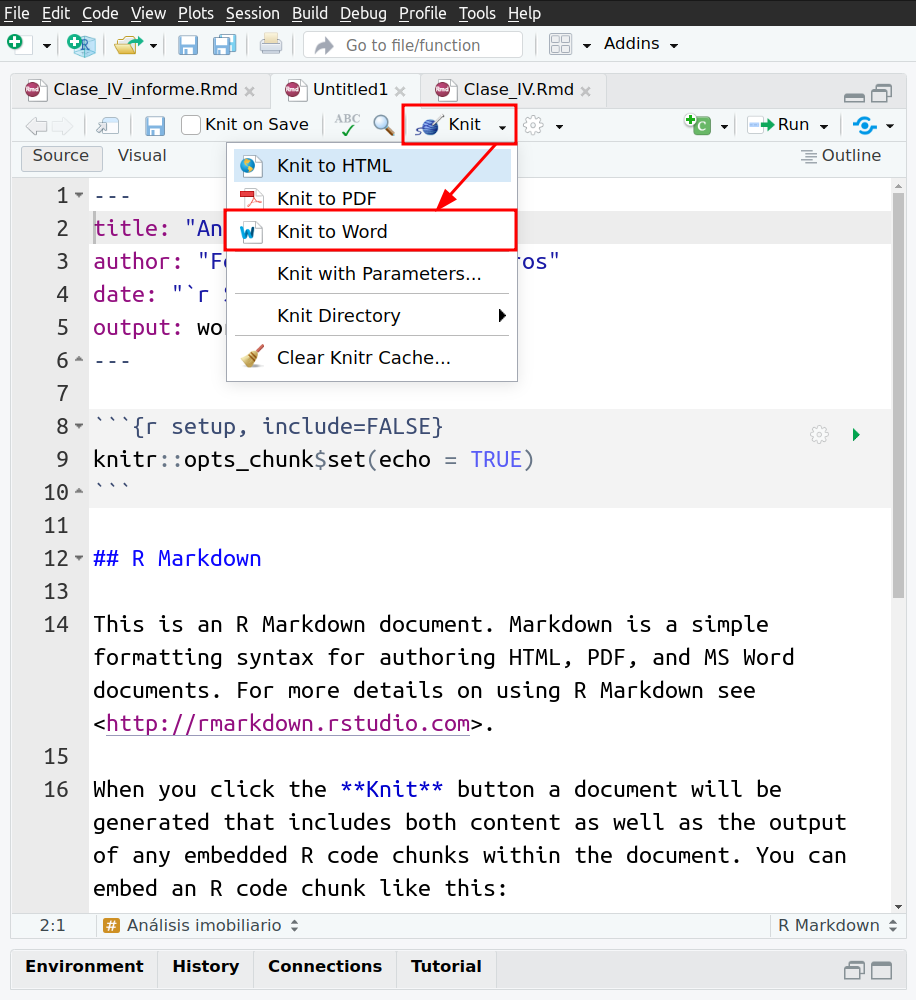 File Edit Code View Plots Session Build Debug Profile Tools Help
Go to file/function Addins
Clase_IV_informe.Rmd Untitled1 Clase_IV.Rmd
Knit on Save ABC Knit Run
Source Visual Outline
Knit to HTML
Knit to PDF
Knit to Word
Knit with Parameters...
Knit Directory
Clear Knitr Cache...
1 ---
2 title: "An
3 author: "Fe ros"
4 date: "`r
5 output: wo
6 ---
7
8 ```{r setup, include=FALSE}
9 knitr::opts_chunk$set(echo = TRUE)
10 ```
11
12 ## R Markdown
13
14 This is an R Markdown document. Markdown is a simple
formatting syntax for authoring HTML, PDF, and MS Word
documents. For more details on using R Markdown see
<http://rmarkdown.rstudio.com>.
15
16 When you click the **Knit** button a document will be
generated that includes both content as well as the output
of any embedded R code chunks within the document. You can
embed an R code chunk like this:
2:1 # Análisis imobiliario R Markdown
Environment History Connections Tutorial